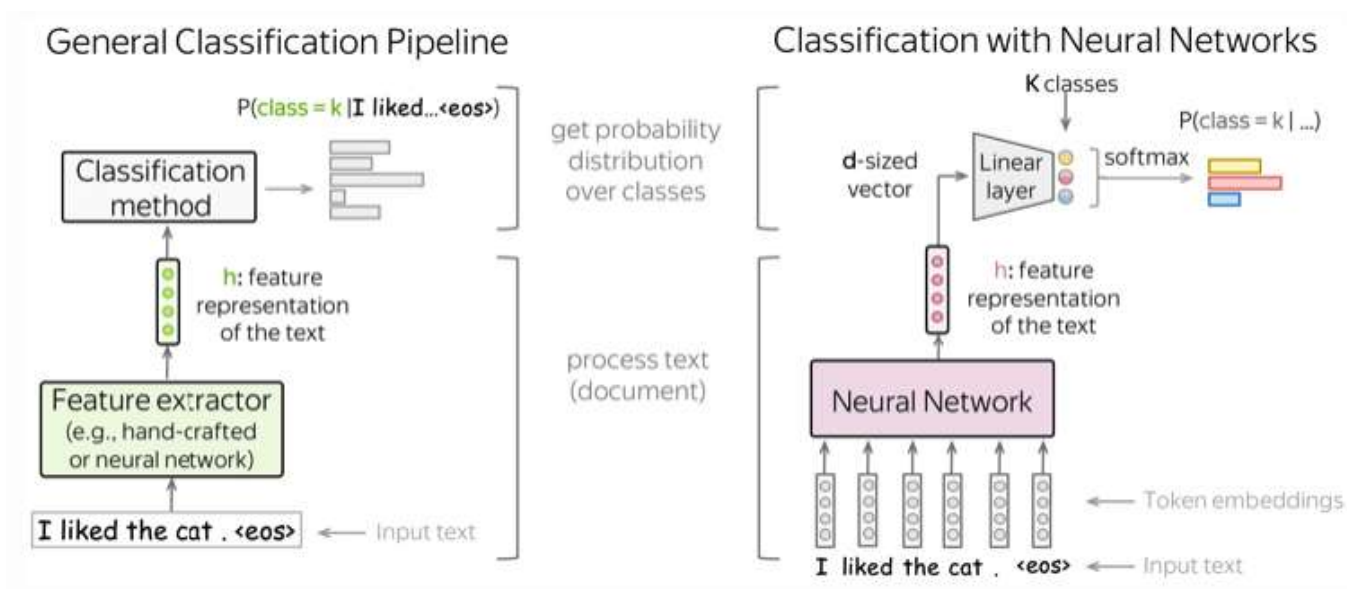 General Classification Pipeline
P(class = k |I liked...<eos>)
Classification
method
h: feature
representation
of the text
Feature extractor
(e.g., hand-crafted
or neural network)
I liked the cat . <eos>
Input text
get probability
distribution
over classes
process text
(document)
Classification with Neural Networks
K classes
P(class = k | ...)
d-sized
vector
Linear
layer
softmax
h: feature
representation
of the text
Neural Network
Token embeddings
I liked the cat . <eos>
Input text